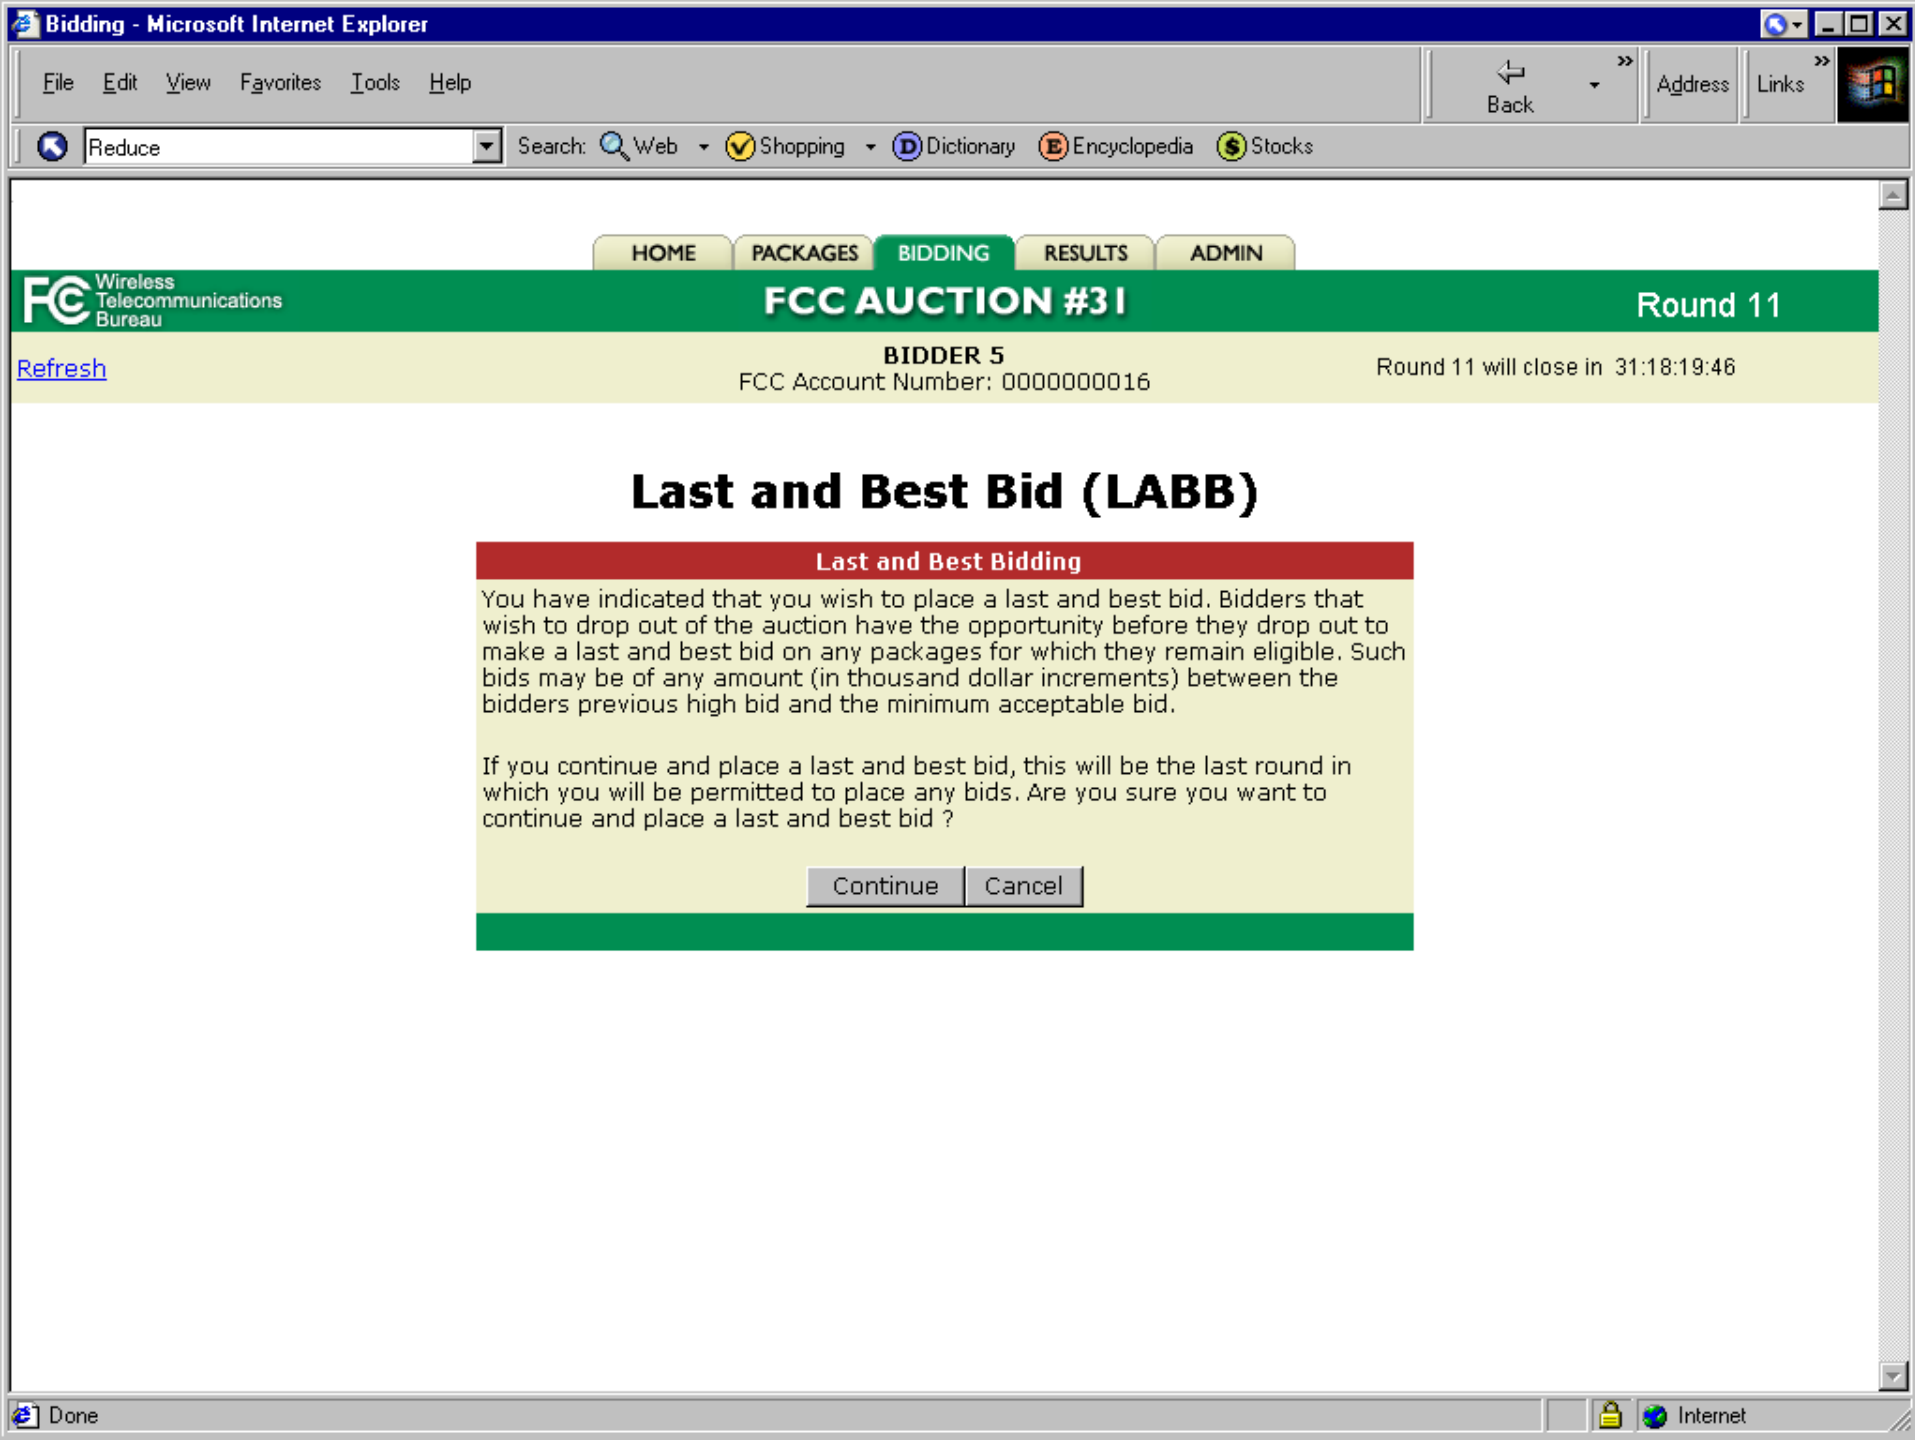 Bidding - Microsoft Internet Explorer
File Edit View Favorites Tools Help
Back
»
Address
Links
»
Reduce
Search: Web Shopping Dictionary Encyclopedia Stocks
HOME PACKAGES BIDDING RESULTS ADMIN
FCC Wireless
Telecommunications
Bureau
FCC AUCTION #31
Round 11
Refresh
BIDDER 5
FCC Account Number: 0000000016
Round 11 will close in 31:18:19:46
Last and Best Bid (LABB)
Last and Best Bidding
You have indicated that you wish to place a last and best bid. Bidders that
wish to drop out of the auction have the opportunity before they drop out to
make a last and best bid on any packages for which they remain eligible. Such
bids may be of any amount (in thousand dollar increments) between the
bidders previous high bid and the minimum acceptable bid.
If you continue and place a last and best bid, this will be the last round in
which you will be permitted to place any bids. Are you sure you want to
continue and place a last and best bid ?
Continue Cancel
Done
Internet